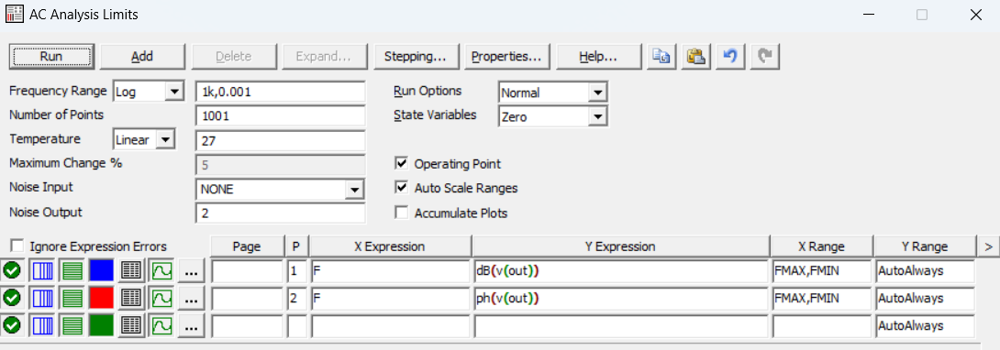 AC Analysis Limits
Run Add Delete Expand... Stepping... Properties... Help...
Frequency Range Log 1k,0.001 Run Options Normal
Number of Points 1001 State Variables Zero
Temperature Linear 27
Maximum Change % 5 Operating Point
Noise Input NONE Auto Scale Ranges
Noise Output 2 Accumulate Plots
Ignore Expression Errors Page P X Expression Y Expression X Range Y Range >
... 1 F dB(v(out)) FMAX,FMIN AutoAlways
... 2 F ph(v(out)) FMAX,FMIN AutoAlways
... AutoAlways